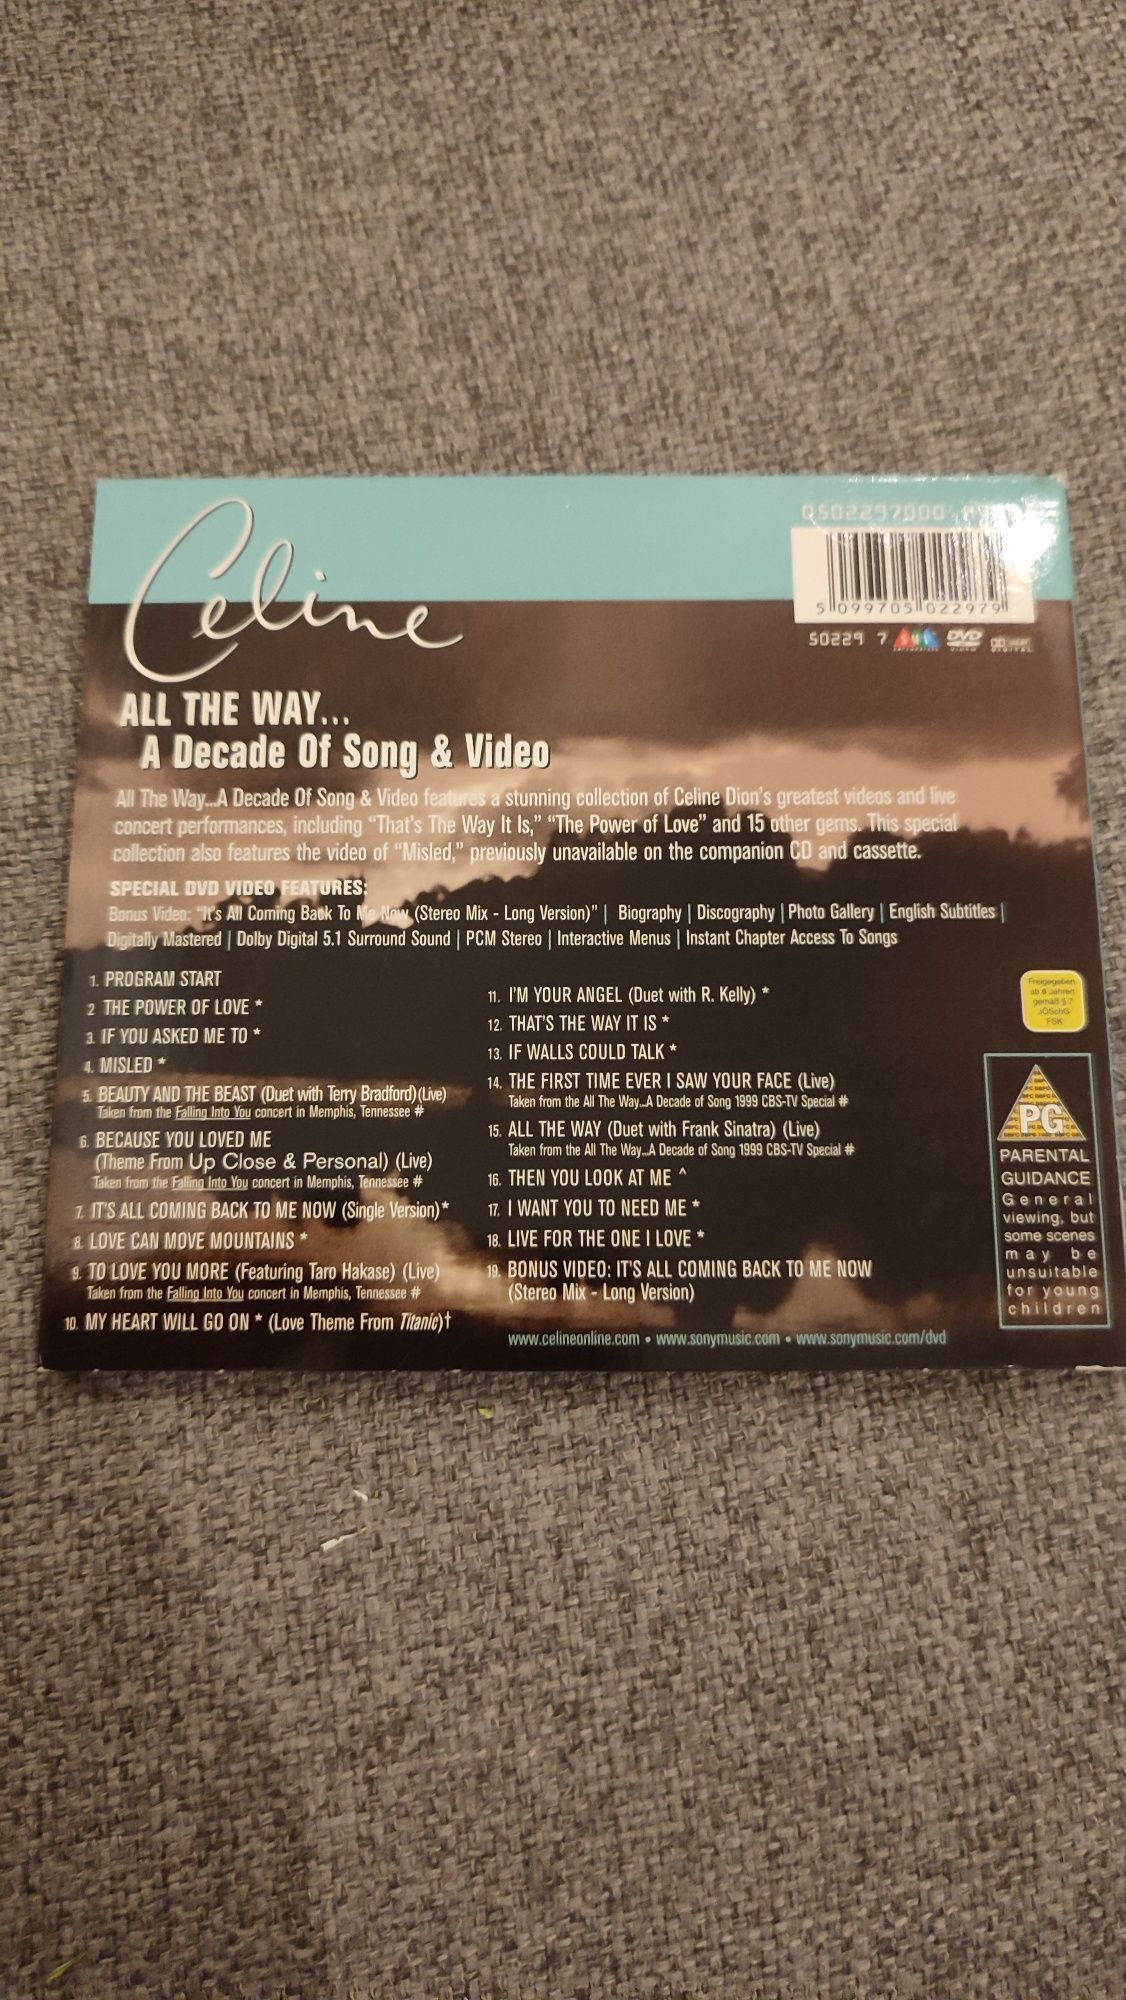 Celine
5 099705 022979
50229 7
DVD
VIDEO
DIGITAL
ALL THE WAY...
A Decade Of Song & Video
All The Way...A Decade Of Song & Video features a stunning collection of Celine Dion's greatest videos and live
concert performances, including "That's The Way It Is," "The Power of Love" and 15 other gems. This special
collection also features the video of "Misled," previously unavailable on the companion CD and cassette.
SPECIAL DVD VIDEO FEATURES:
Bonus Video: "It's All Coming Back To Me Now (Stereo Mix - Long Version)" | Biography | Discography | Photo Gallery | English Subtitles |
Digitally Mastered | Dolby Digital 5.1 Surround Sound | PCM Stereo | Interactive Menus | Instant Chapter Access To Songs
1. PROGRAM START
2 THE POWER OF LOVE *
3. IF YOU ASKED ME TO *
4. MISLED *
5. BEAUTY AND THE BEAST (Duet with Terry Bradford)(Live)
Taken from the Falling Into You concert in Memphis, Tennessee #
6. BECAUSE YOU LOVED ME
(Theme From Up Close & Personal) (Live)
Taken from the Falling Into You concert in Memphis, Tennessee #
7. IT'S ALL COMING BACK TO ME NOW (Single Version)*
8. LOVE CAN MOVE MOUNTAINS *
9. TO LOVE YOU MORE (Featuring Taro Hakase) (Live)
Taken from the Falling Into You concert in Memphis, Tennessee #
10. MY HEART WILL GO ON * (Love Theme From Titanic)†
11. I'M YOUR ANGEL (Duet with R. Kelly) *
12. THAT'S THE WAY IT IS *
13. IF WALLS COULD TALK *
14. THE FIRST TIME EVER I SAW YOUR FACE (Live)
Taken from the All The Way...A Decade of Song 1999 CBS-TV Special #
15. ALL THE WAY (Duet with Frank Sinatra) (Live)
Taken from the All The Way...A Decade of Song 1999 CBS-TV Special #
16. THEN YOU LOOK AT ME ^
17. I WANT YOU TO NEED ME *
18. LIVE FOR THE ONE I LOVE *
19. BONUS VIDEO: IT'S ALL COMING BACK TO ME NOW
(Stereo Mix - Long Version)
www.celineonline.com • www.sonymusic.com • www.sonymusic.com/dvd
Freigegeben
ab 6 Jahren
gemäß § 7
JÖSchG
FSK
PG
PARENTAL
GUIDANCE
General
viewing, but
some scenes
may be
unsuitable
for young
children